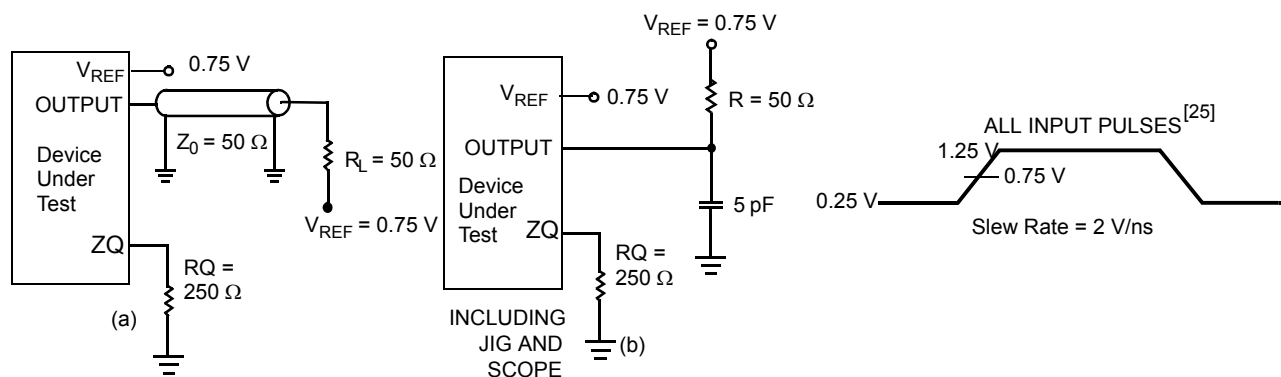 V_REF
0.75 V
OUTPUT
Z_0 = 50 Ω
Device
Under
Test
R_L = 50 Ω
V_REF = 0.75 V
ZQ
RQ =
250 Ω
(a)
V_REF = 0.75 V
R = 50 Ω
V_REF
0.75 V
OUTPUT
Device
Under
Test
5 pF
ZQ
RQ =
250 Ω
INCLUDING
JIG AND
SCOPE
(b)
ALL INPUT PULSES[25]
1.25 V
0.75 V
0.25 V
Slew Rate = 2 V/ns